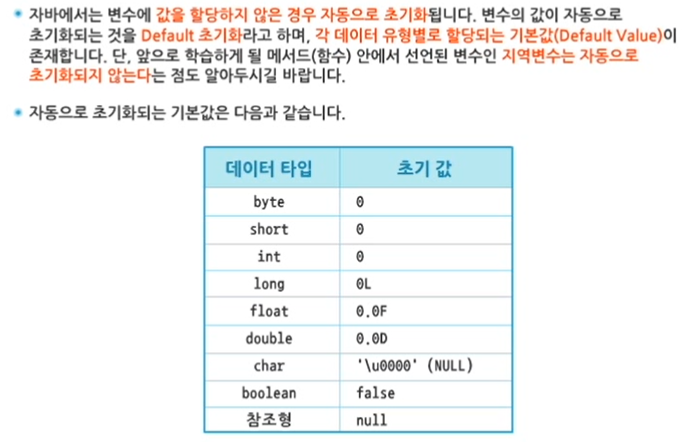 자바에서는 변수에 값을 할당하지 않은 경우 자동으로 초기화됩니다. 변수의 값이 자동으로
초기화되는 것을 Default 초기화라고 하며, 각 데이터 유형별로 할당되는 기본값(Default Value)이
존재합니다. 단, 앞으로 학습하게 될 메서드(함수) 안에서 선언된 변수인 지역변수는 자동으로
초기화되지 않는다는 점도 알아두시길 바랍니다.
자동으로 초기화되는 기본값은 다음과 같습니다.
데이터 타입 초기 값
byte 0
short 0
int 0
long 0L
float 0.0F
double 0.0D
char '\u0000' (NULL)
boolean false
참조형 null